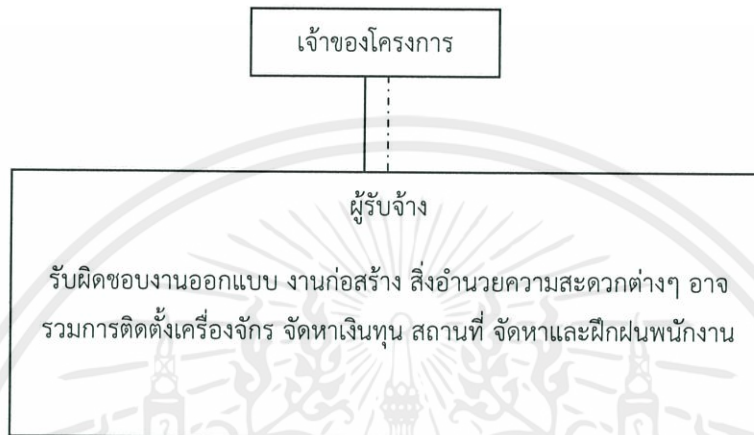 เจ้าของโครงการ
ผู้รับจ้าง
รับผิดชอบงานออกแบบ งานก่อสร้าง สิ่งอำนวยความสะดวกต่างๆ อาจ
รวมการติดตั้งเครื่องจักร จัดหาเงินทุน สถานที่ จัดหาและฝึกฝนพนักงาน